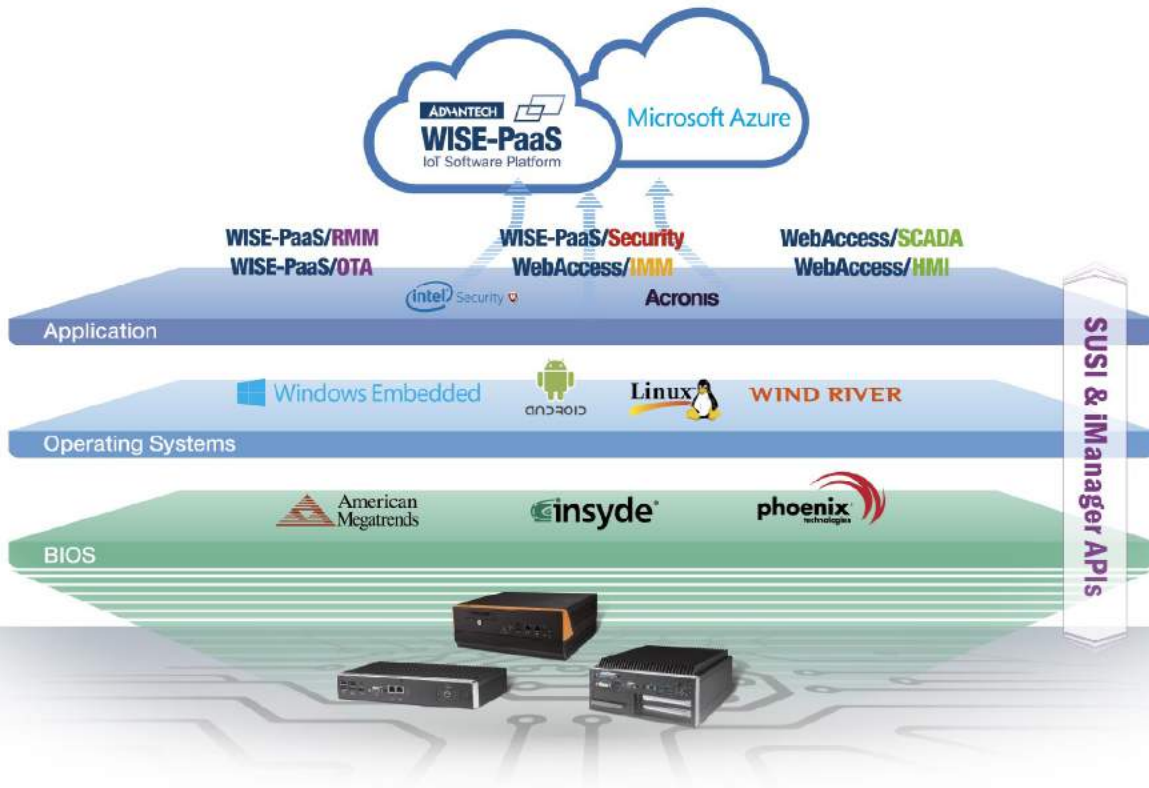 ADVANTECH
WISE-PaaS
IoT Software Platform
Microsoft Azure
WISE-PaaS/RMM
WISE-PaaS/OTA
WISE-PaaS/Security
WebAccess/IMM
WebAccess/SCADA
WebAccess/HMI
intel Security
Acronis
Application
Windows Embedded
android
Linux
WIND RIVER
Operating Systems
American
Megatrends
insyde®
phoenix
technologies
BIOS
SUSI & iManager APIs